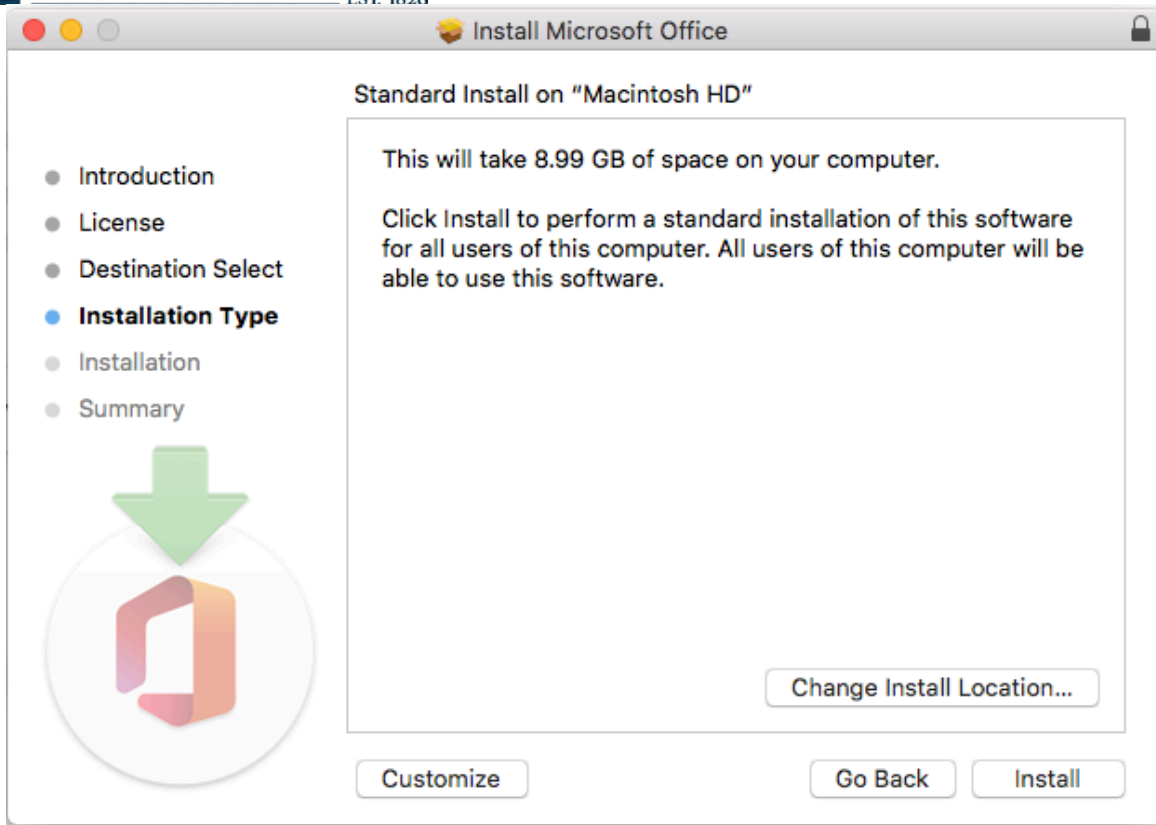 EST. 1829
Install Microsoft Office
Standard Install on “Macintosh HD”
Introduction
License
Destination Select
Installation Type
Installation
Summary
This will take 8.99 GB of space on your computer.
Click Install to perform a standard installation of this software
for all users of this computer. All users of this computer will be
able to use this software.
Change Install Location...
Customize
Go Back
Install